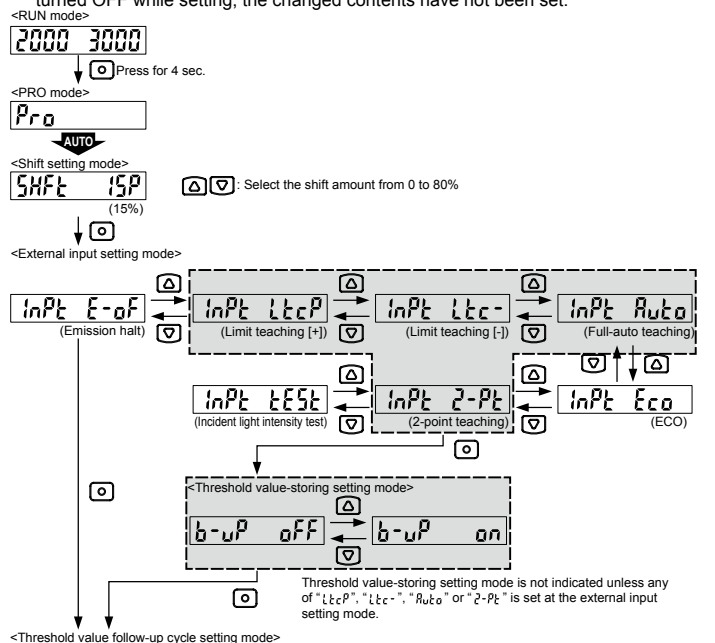 turned OFF while setting, the changed contents have not been set.
<RUN mode>
2000 3000
Press for 4 sec.
<PRO mode>
Pro
AUTO
<Shift setting mode>
SHFt 15P
(15%)
: Select the shift amount from 0 to 80%
<External input setting mode>
InPt E-oF
(Emission halt)
InPt LtcP
(Limit teaching [+])
InPt Ltc-
(Limit teaching [-])
InPt Auto
(Full-auto teaching)
InPt tESt
(Incident light intensity test)
InPt 2-Pt
(2-point teaching)
InPt Eco
(ECO)
<Threshold value-storing setting mode>
b-uP oFF
b-uP on
Threshold value-storing setting mode is not indicated unless any
of "LtcP", "Ltc-", "Auto" or "2-Pt" is set at the external input
setting mode.
<Threshold value follow-up cycle setting mode>